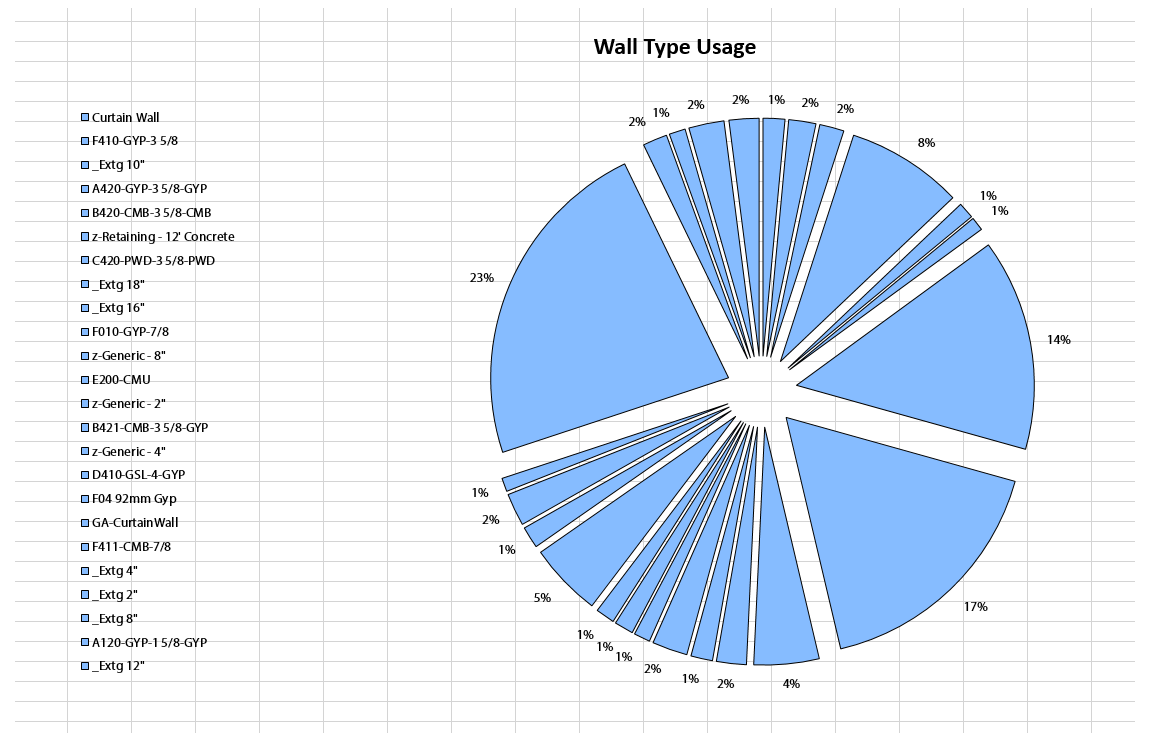 Wall Type Usage
Curtain Wall
F410-GYP-3 5/8
_Extg 10"
A420-GYP-3 5/8-GYP
B420-CMB-3 5/8-CMB
z-Retaining - 12' Concrete
C420-PWD-3 5/8-PWD
_Extg 18"
_Extg 16"
F010-GYP-7/8
z-Generic - 8"
E200-CMU
z-Generic - 2"
B421-CMB-3 5/8-GYP
z-Generic - 4"
D410-GSL-4-GYP
F04 92mm Gyp
GA-CurtainWall
F411-CMB-7/8
_Extg 4"
_Extg 2"
_Extg 8"
A120-GYP-1 5/8-GYP
_Extg 12"
1%
2%
2%
8%
1%
1%
14%
17%
4%
2%
1%
2%
1%
1%
1%
5%
1%
2%
1%
23%
2%
1%
2%
2%